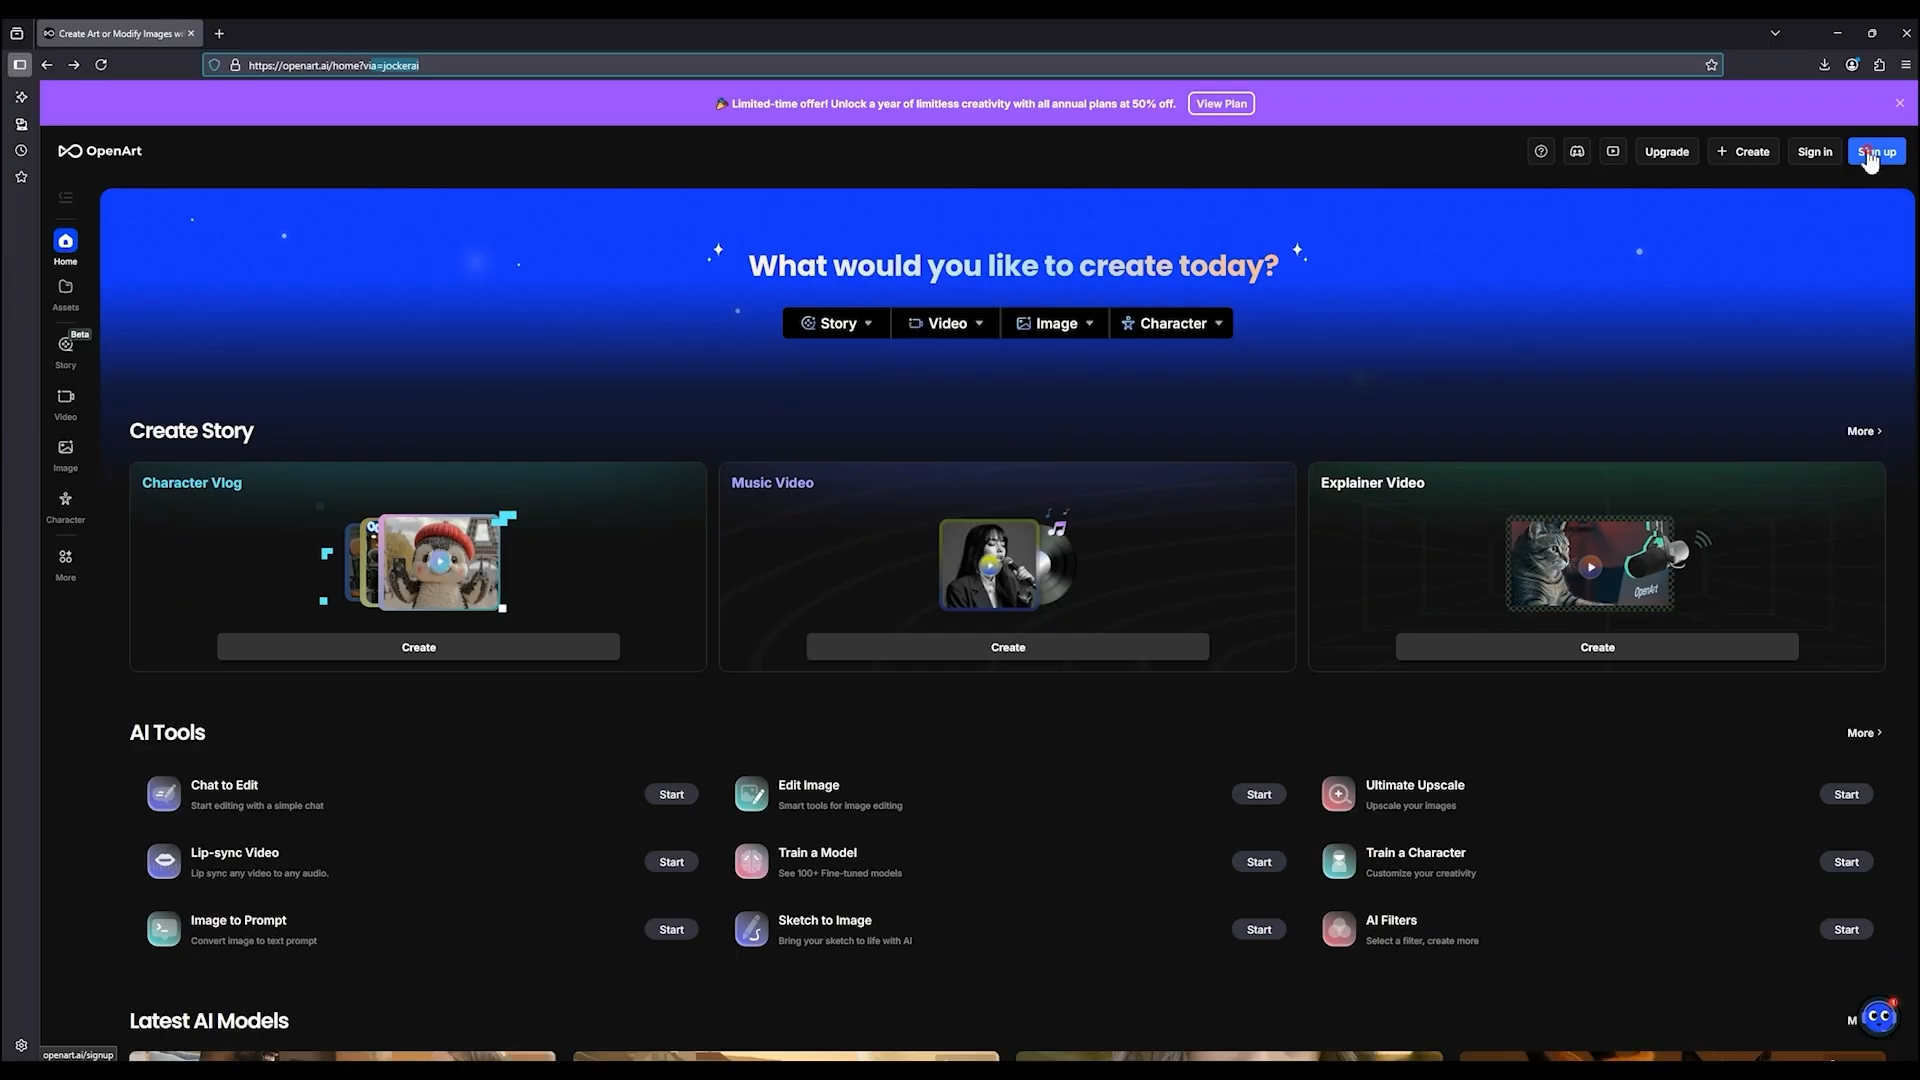 Create Art or Modify Images wi
https://openart.ai/home?via=jockerai
Limited-time offer! Unlock a year of limitless creativity with all annual plans at 50% off.
View Plan
OpenArt
Upgrade
+ Create
Sign in
Sign up
Home
Assets
Beta
Story
Video
Image
Character
More
What would you like to create today?
Story
Video
Image
Character
Create Story
More >
Character Vlog
Music Video
Explainer Video
OpenArt
Create
Create
Create
AI Tools
More >
Chat to Edit
Start editing with a simple chat
Start
Edit Image
Smart tools for image editing
Start
Ultimate Upscale
Upscale your images
Start
Lip-sync Video
Lip sync any video to any audio.
Start
Train a Model
See 100+ Fine-tuned models
Start
Train a Character
Customize your creativity
Start
Image to Prompt
Convert image to text prompt
Start
Sketch to Image
Bring your sketch to life with AI
Start
AI Filters
Select a filter, create more
Start
Latest AI Models
M
1
openart.ai/signup